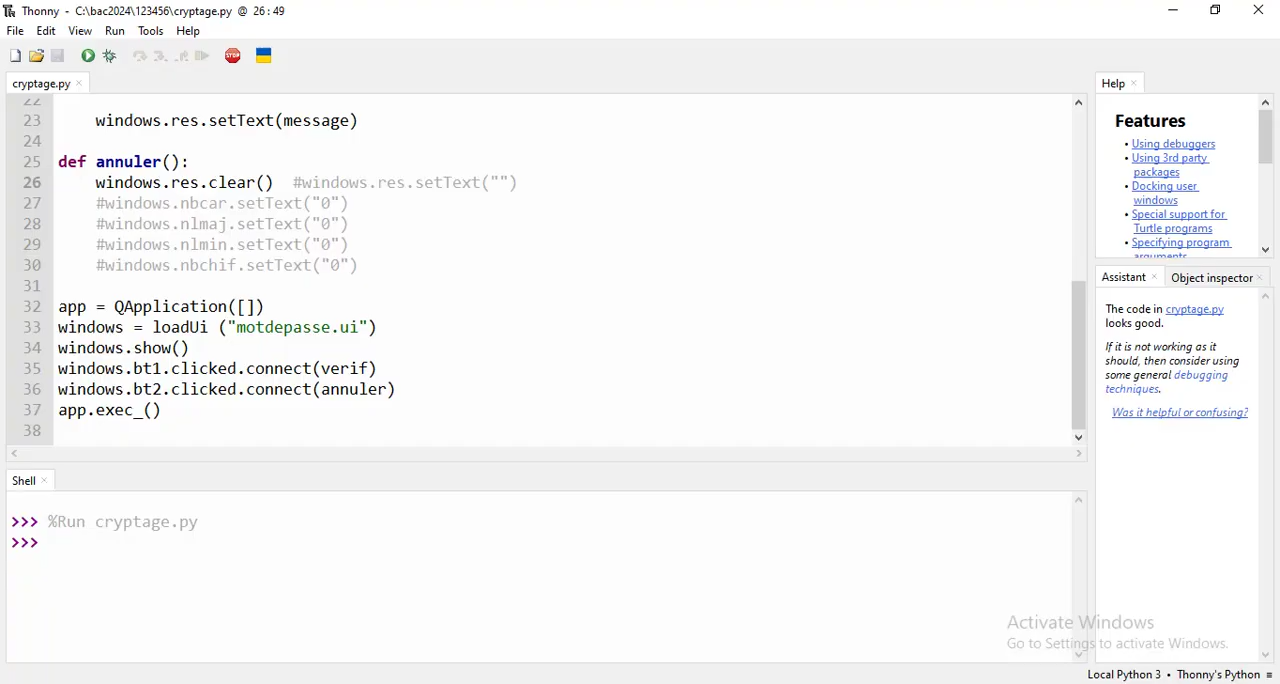 Thonny - C:\bac2024\123456\cryptage.py @ 26:49
File Edit View Run Tools Help
STOP
cryptage.py ×
22
23 windows.res.setText(message)
24
25 def annuler():
26 windows.res.clear() #windows.res.setText("")
27 #windows.nbcar.setText("0")
28 #windows.nlmaj.setText("0")
29 #windows.nlmin.setText("0")
30 #windows.nbchif.setText("0")
31
32 app = QApplication([])
33 windows = loadUi ("motdepasse.ui")
34 windows.show()
35 windows.bt1.clicked.connect(verif)
36 windows.bt2.clicked.connect(annuler)
37 app.exec_()
38
Shell ×
>>> %Run cryptage.py
>>>
Help ×
Features
• Using debuggers
• Using 3rd party
packages
• Docking user
windows
• Special support for
Turtle programs
• Specifying program
arguments
Assistant × Object inspector ×
The code in cryptage.py
looks good.
If it is not working as it
should, then consider using
some general debugging
techniques.
Was it helpful or confusing?
Activate Windows
Go to Settings to activate Windows.
Local Python 3 • Thonny's Python ≡